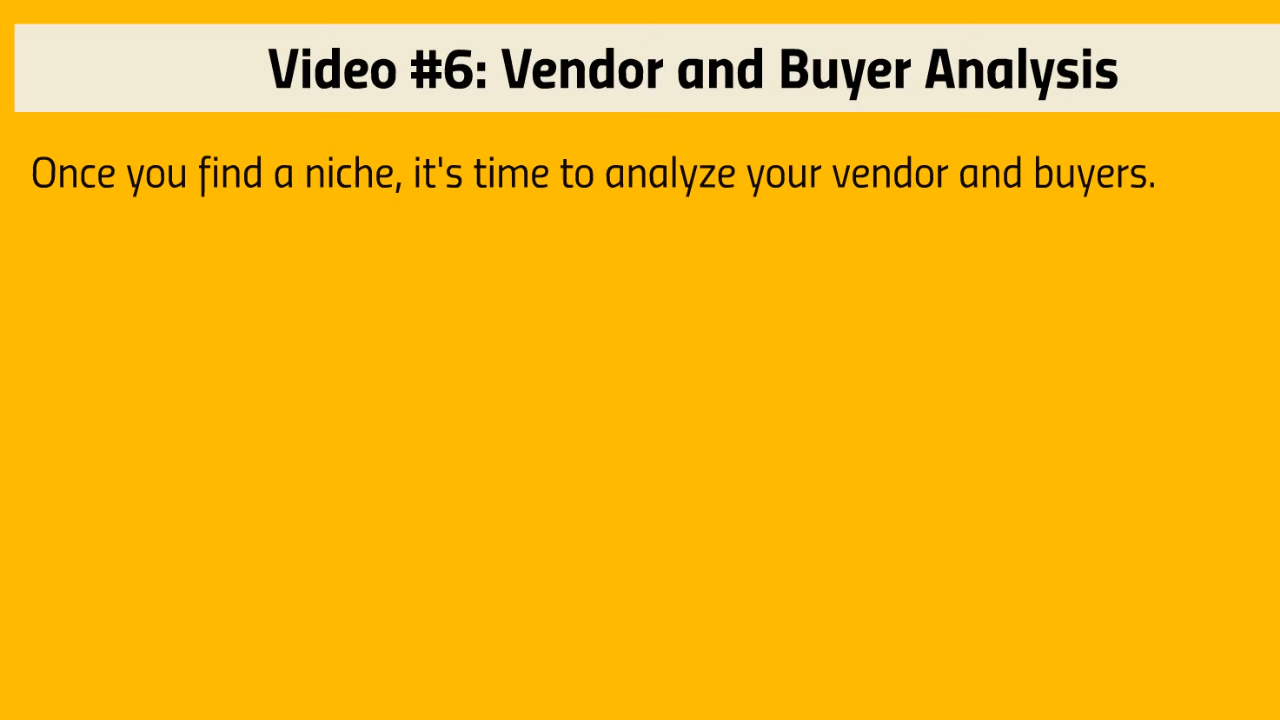 Video #6: Vendor and Buyer Analysis
Once you find a niche, it's time to analyze your vendor and buyers.